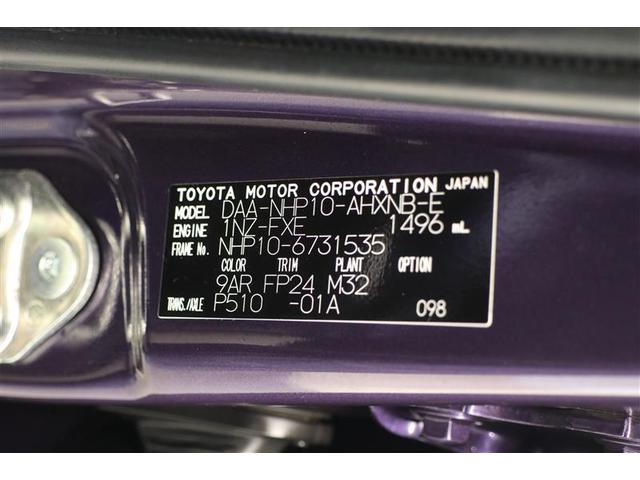 TOYOTA MOTOR CORPORATION JAPAN
MODEL DAA-NHP10-AHXNB-E
ENGINE 1NZ-FXE 1496 mL
FRAME No. NHP10-6731535
COLOR TRIM PLANT OPTION
9AR FP24 M32
TRANS./AXLE P510 -01A 098